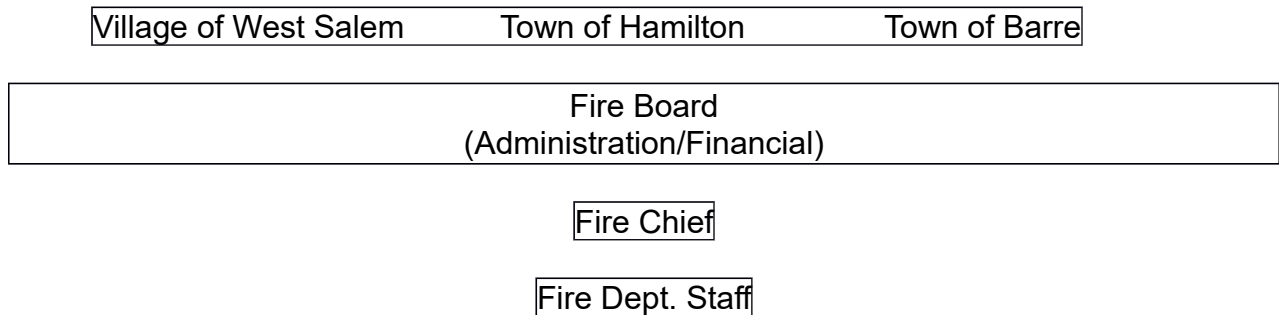 Village of West Salem Town of Hamilton Town of Barre
Fire Board
(Administration/Financial)
Fire Chief
Fire Dept. Staff